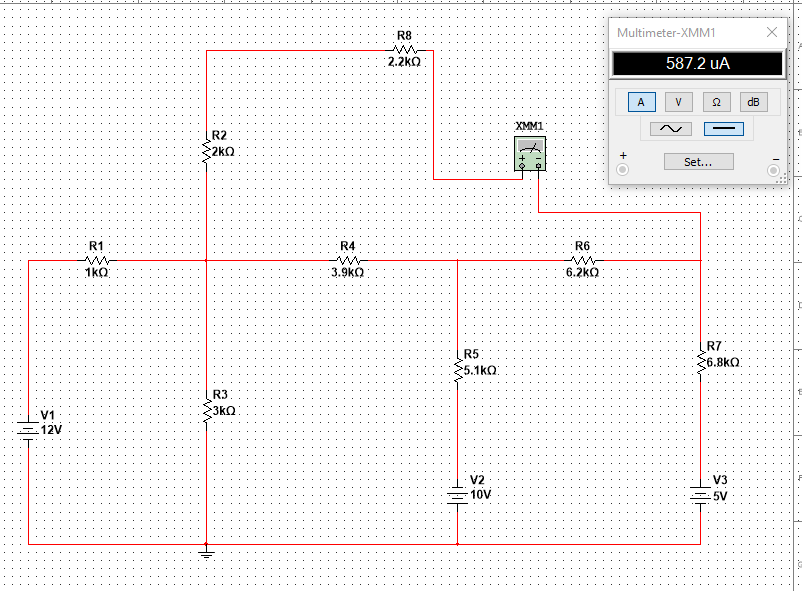 R8
2.2kΩ
Multimeter-XMM1
587.2 uA
A
V
Ω
dB
+
Set...
−
XMM1
R2
2kΩ
R1
1kΩ
R4
3.9kΩ
R6
6.2kΩ
R5
5.1kΩ
R7
6.8kΩ
R3
3kΩ
V1
12V
V2
10V
V3
5V